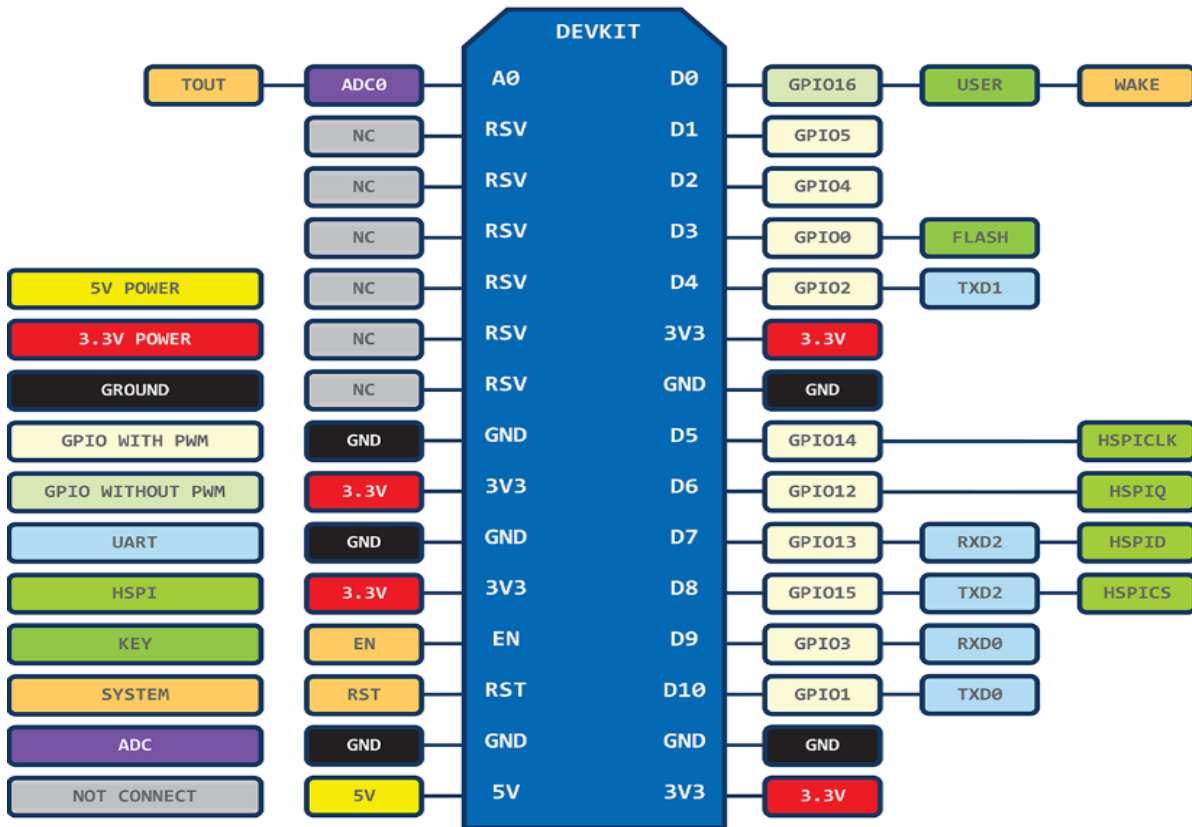 DEVKIT
TOUT ADC0 A0 D0 GPIO16 USER WAKE
NC RSV D1 GPIO5
NC RSV D2 GPIO4
NC RSV D3 GPIO0 FLASH
5V POWER NC RSV D4 GPIO2 TXD1
3.3V POWER NC RSV 3V3 3.3V
GROUND NC RSV GND GND
GPIO WITH PWM GND GND D5 GPIO14 HSPICLK
GPIO WITHOUT PWM 3.3V 3V3 D6 GPIO12 HSPIQ
UART GND GND D7 GPIO13 RXD2 HSPID
HSPI 3.3V 3V3 D8 GPIO15 TXD2 HSPICS
KEY EN EN D9 GPIO3 RXD0
SYSTEM RST RST D10 GPIO1 TXD0
ADC GND GND GND GND
NOT CONNECT 5V 5V 3V3 3.3V